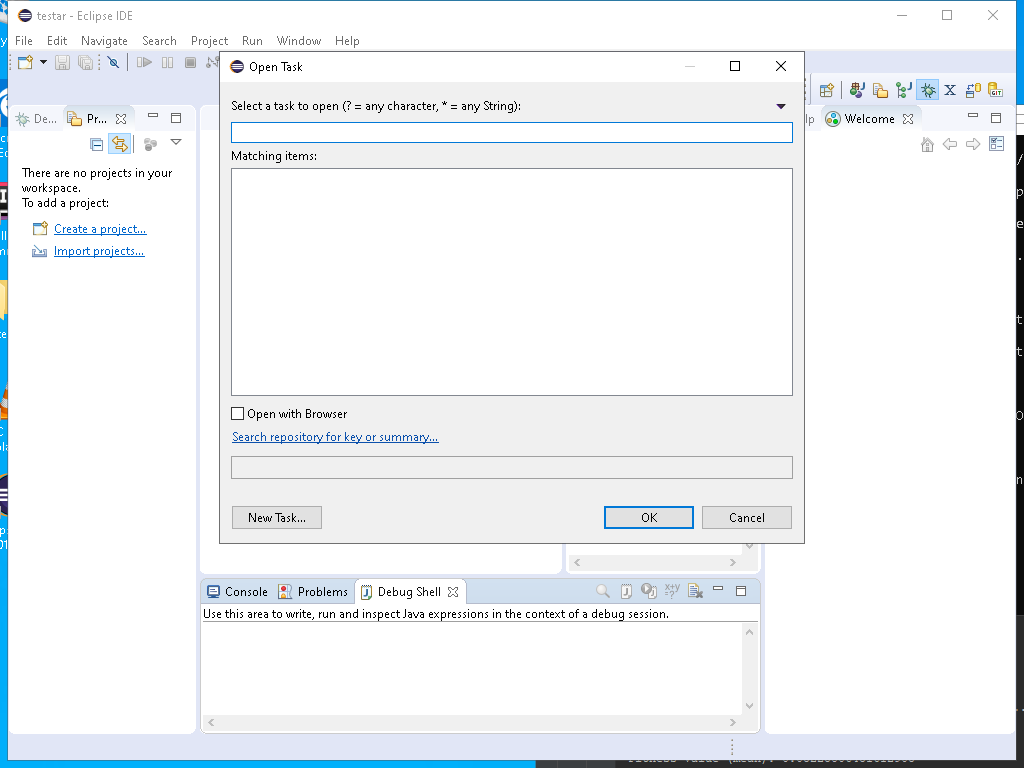 testar - Eclipse IDE
File Edit Navigate Search Project Run Window Help
Open Task
Select a task to open (? = any character, * = any String):
Matching items:
Open with Browser
Search repository for key or summary...
New Task...
OK
Cancel
De...
Pr...
There are no projects in your
workspace.
To add a project:
Create a project...
Import projects...
Welcome
Console
Problems
Debug Shell
Use this area to write, run and inspect Java expressions in the context of a debug session.